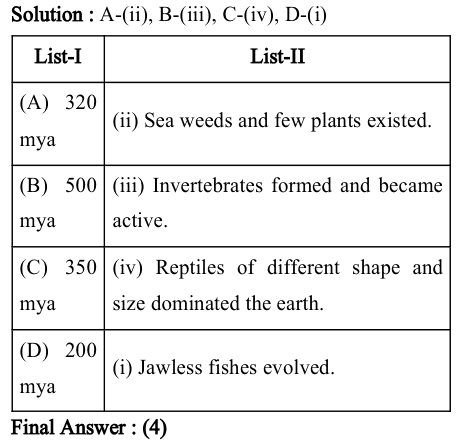 Solution : A-(ii), B-(iii), C-(iv), D-(i)
List-I List-II
(A) 320
mya
(ii) Sea weeds and few plants existed.
(B) 500 (iii) Invertebrates formed and became
mya active.
(C) 350 (iv) Reptiles of different shape and
mya size dominated the earth.
(D) 200
mya
(i) Jawless fishes evolved.
Final Answer : (4)